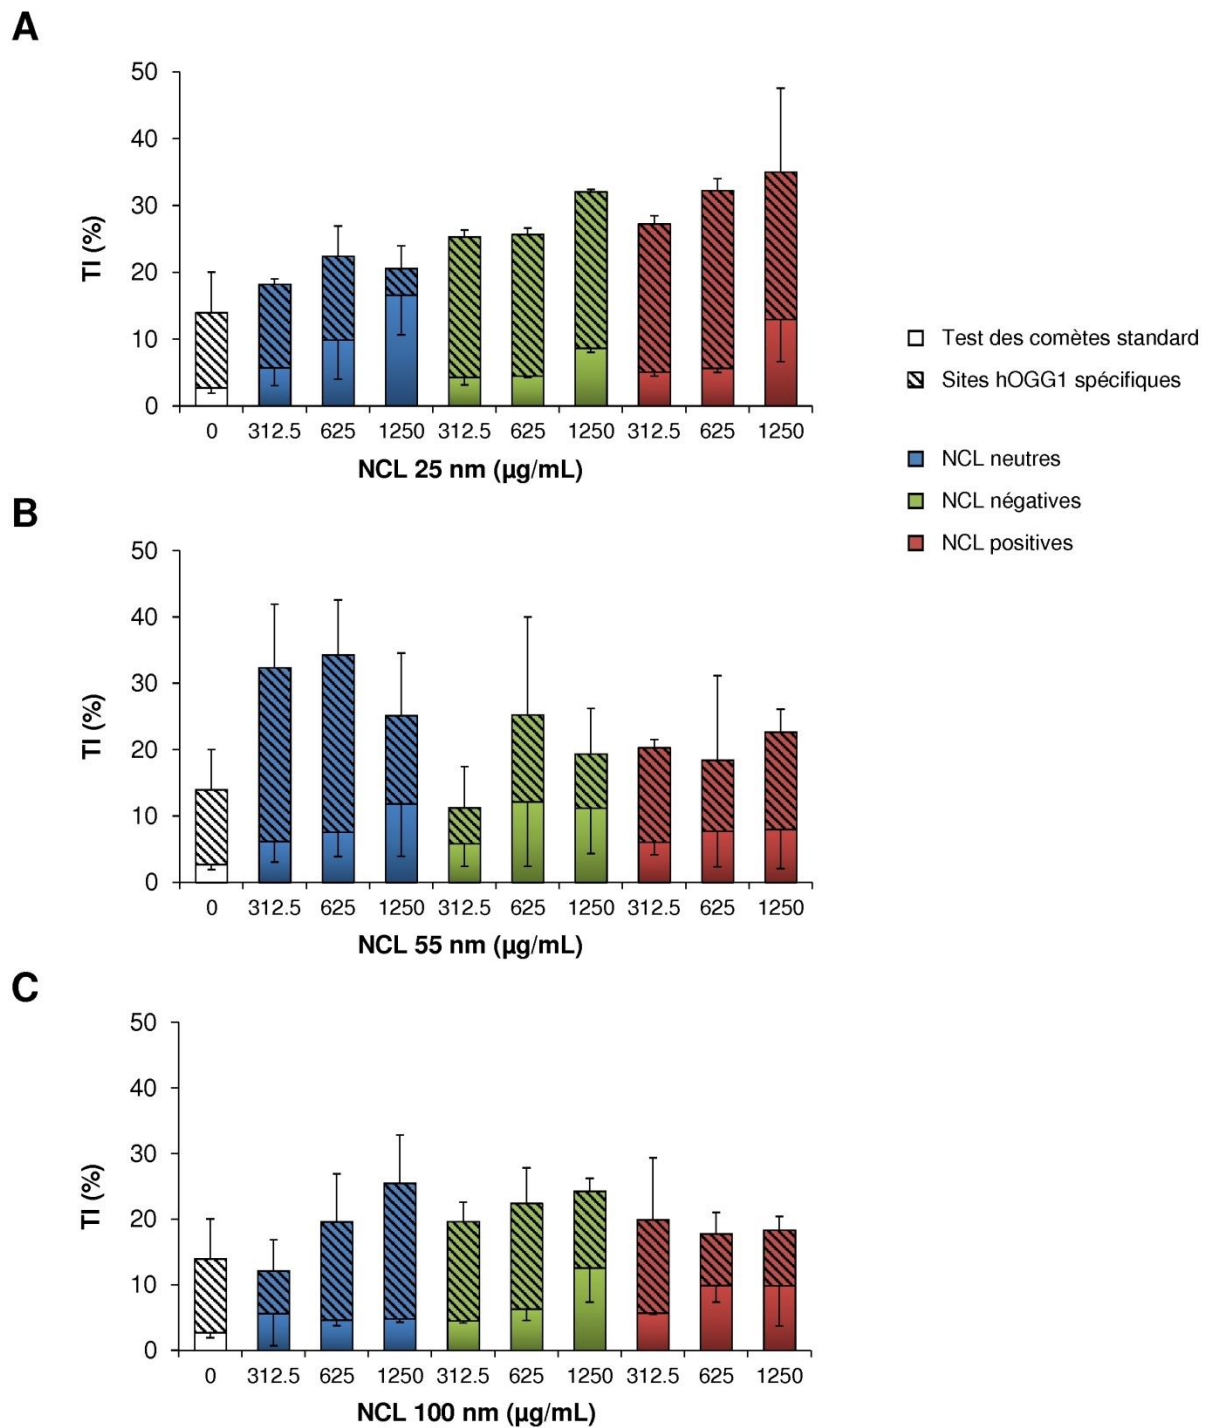 A
50
40
30
20
10
0
TI (%)
0 312.5 625 1250 312.5 625 1250 312.5 625 1250
NCL 25 nm (µg/mL)
Test des comètes standard
Sites hOGG1 spécifiques
NCL neutres
NCL négatives
NCL positives
B
50
40
30
20
10
0
TI (%)
0 312.5 625 1250 312.5 625 1250 312.5 625 1250
NCL 55 nm (µg/mL)
C
50
40
30
20
10
0
TI (%)
0 312.5 625 1250 312.5 625 1250 312.5 625 1250
NCL 100 nm (µg/mL)